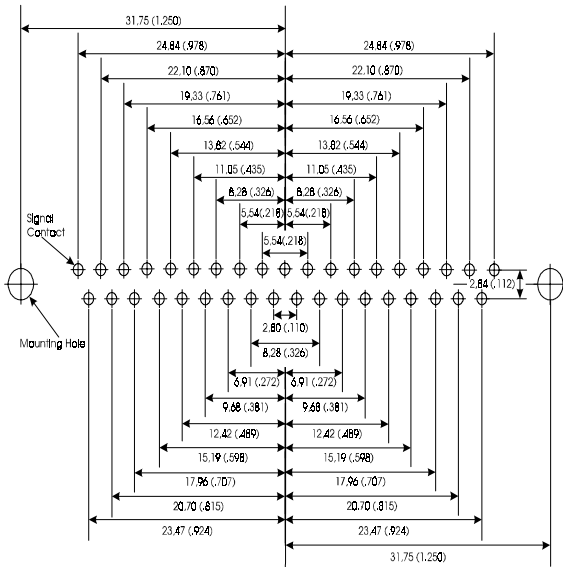 31,75 (1.250)
24.84 (.978) 24.84 (.978)
22,10 (.870) 22,10 (.870)
19,33 (.761) 19,33 (.761)
16,56 (.652) 16,56 (.652)
13,82 (.544) 13,82 (.544)
11,05 (.435) 11,05 (.435)
8,28 (.326) 8,28 (.326)
5,54(.218) 5,54(.218)
5,54(.218)
Signal
Contact
2,84 (.112)
Mounting Hole
2,80 (.110)
8,28 (.326)
6,91 (.272) 6,91 (.272)
9,68 (.381) 9,68 (.381)
12,42 (.489) 12,42 (.489)
15,19 (.598) 15,19 (.598)
17,96 (.707) 17,96 (.707)
20,70 (.815) 20,70 (.815)
23,47 (.924) 23,47 (.924)
31,75 (1.250)